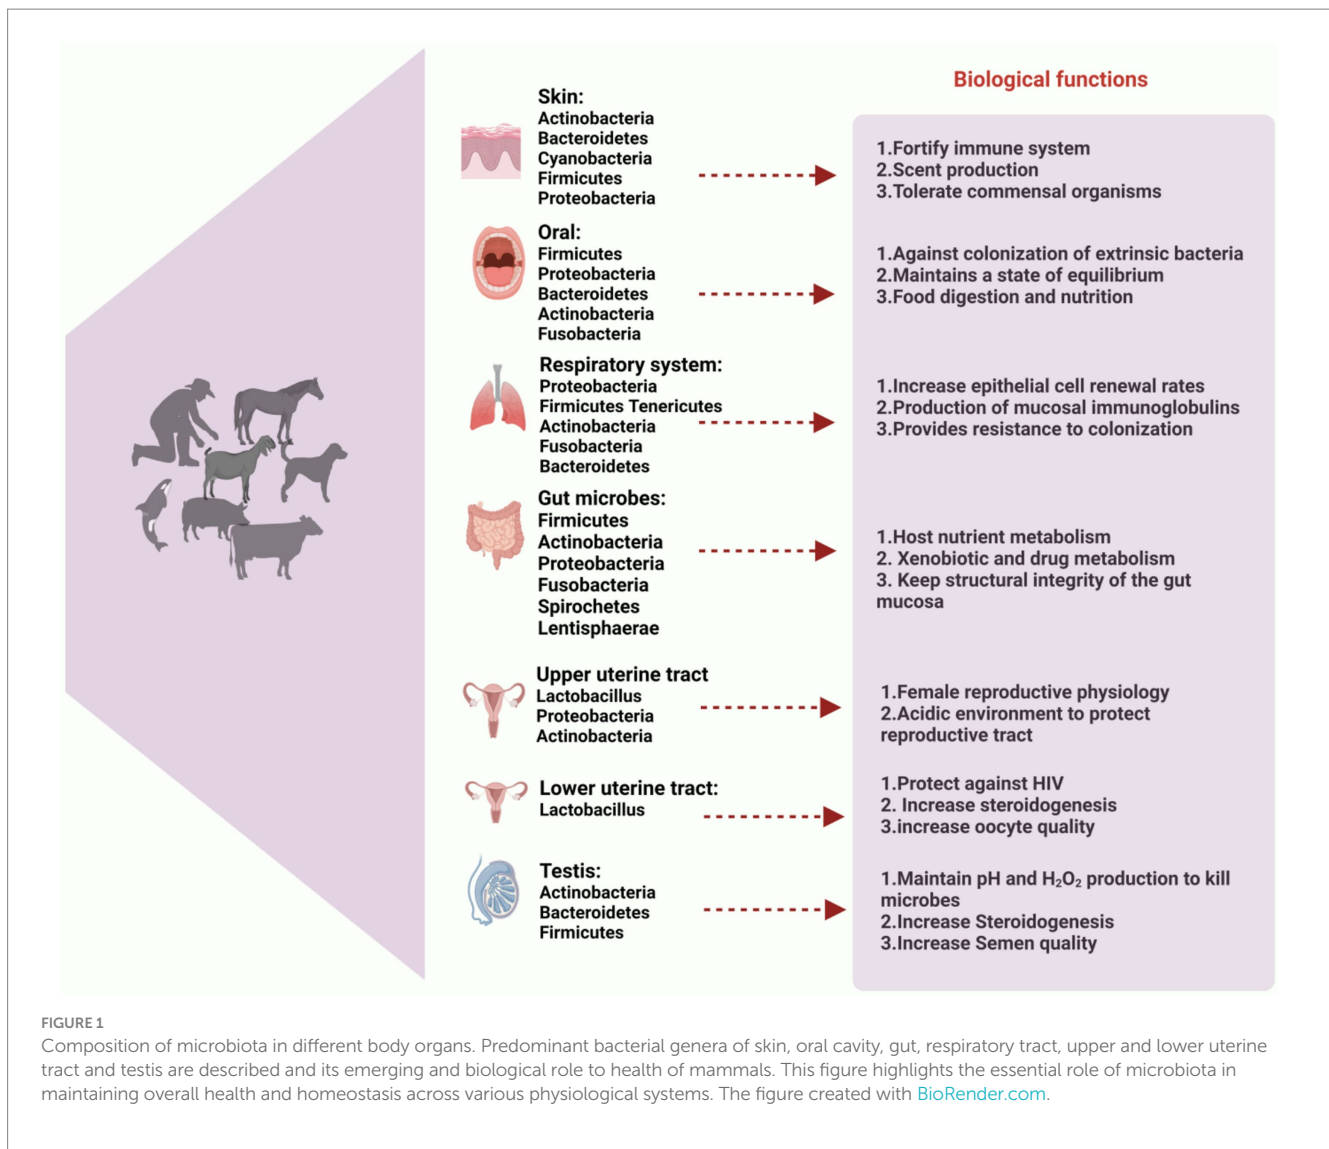 Biological functions
Skin:
Actinobacteria
Bacteroidetes
Cyanobacteria
Firmicutes
Proteobacteria
1.Fortify immune system
2.Scent production
3.Tolerate commensal organisms
Oral:
Firmicutes
Proteobacteria
Bacteroidetes
Actinobacteria
Fusobacteria
1.Against colonization of extrinsic bacteria
2.Maintains a state of equilibrium
3.Food digestion and nutrition
Respiratory system:
Proteobacteria
Firmicutes Tenericutes
Actinobacteria
Fusobacteria
Bacteroidetes
1.Increase epithelial cell renewal rates
2.Production of mucosal immunoglobulins
3.Provides resistance to colonization
Gut microbes:
Firmicutes
Actinobacteria
Proteobacteria
Fusobacteria
Spirochetes
Lentisphaerae
1.Host nutrient metabolism
2. Xenobiotic and drug metabolism
3. Keep structural integrity of the gut
mucosa
Upper uterine tract
Lactobacillus
Proteobacteria
Actinobacteria
1.Female reproductive physiology
2.Acidic environment to protect
reproductive tract
Lower uterine tract:
Lactobacillus
1.Protect against HIV
2. Increase steroidogenesis
3.increase oocyte quality
Testis:
Actinobacteria
Bacteroidetes
Firmicutes
1.Maintain pH and H₂O₂ production to kill
microbes
2.Increase Steroidogenesis
3.Increase Semen quality
FIGURE 1
Composition of microbiota in different body organs. Predominant bacterial genera of skin, oral cavity, gut, respiratory tract, upper and lower uterine
tract and testis are described and its emerging and biological role to health of mammals. This figure highlights the essential role of microbiota in
maintaining overall health and homeostasis across various physiological systems. The figure created with BioRender.com.